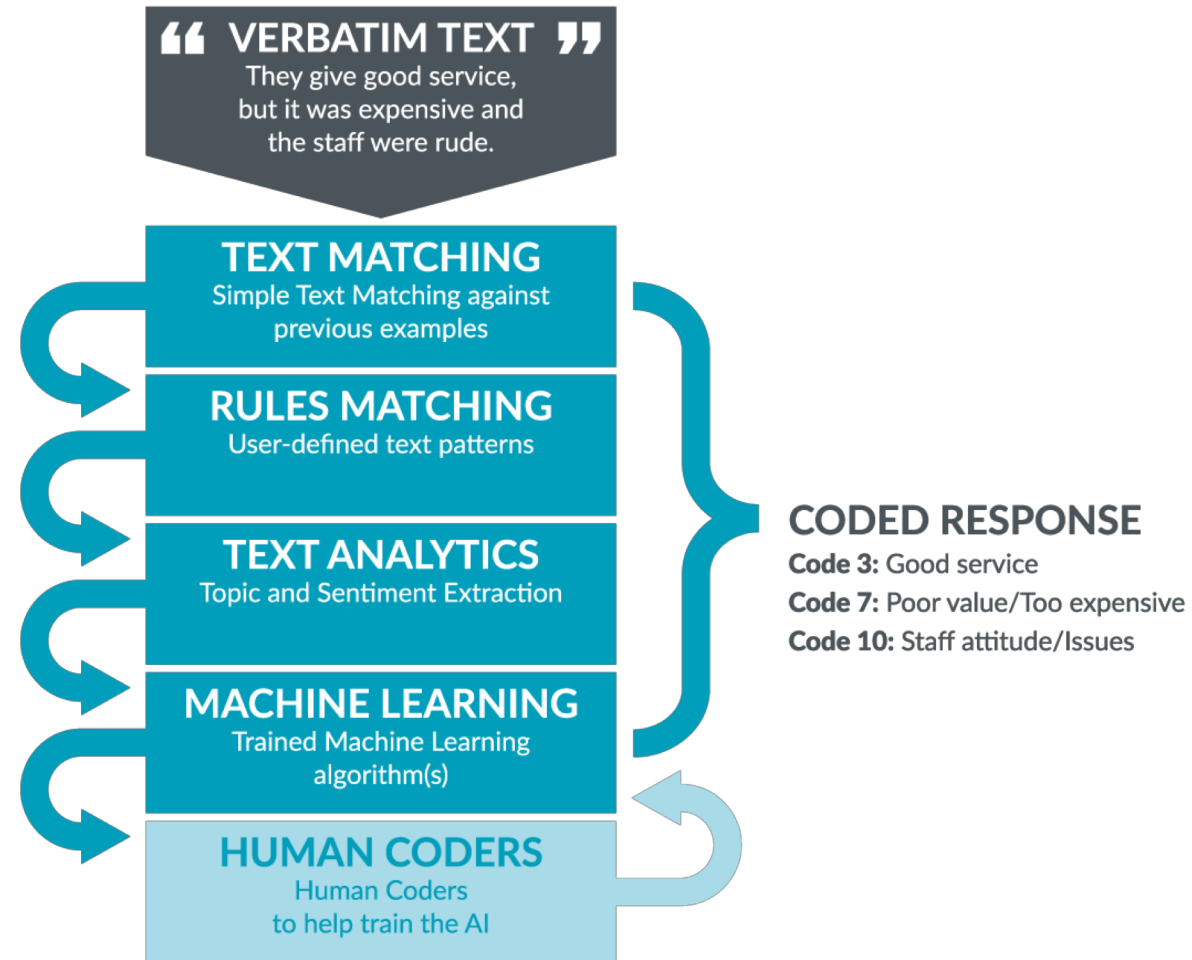 “ VERBATIM TEXT ”
They give good service,
but it was expensive and
the staff were rude.
TEXT MATCHING
Simple Text Matching against
previous examples
RULES MATCHING
User-defined text patterns
TEXT ANALYTICS
Topic and Sentiment Extraction
MACHINE LEARNING
Trained Machine Learning
algorithm(s)
HUMAN CODERS
Human Coders
to help train the AI
CODED RESPONSE
Code 3: Good service
Code 7: Poor value/Too expensive
Code 10: Staff attitude/Issues